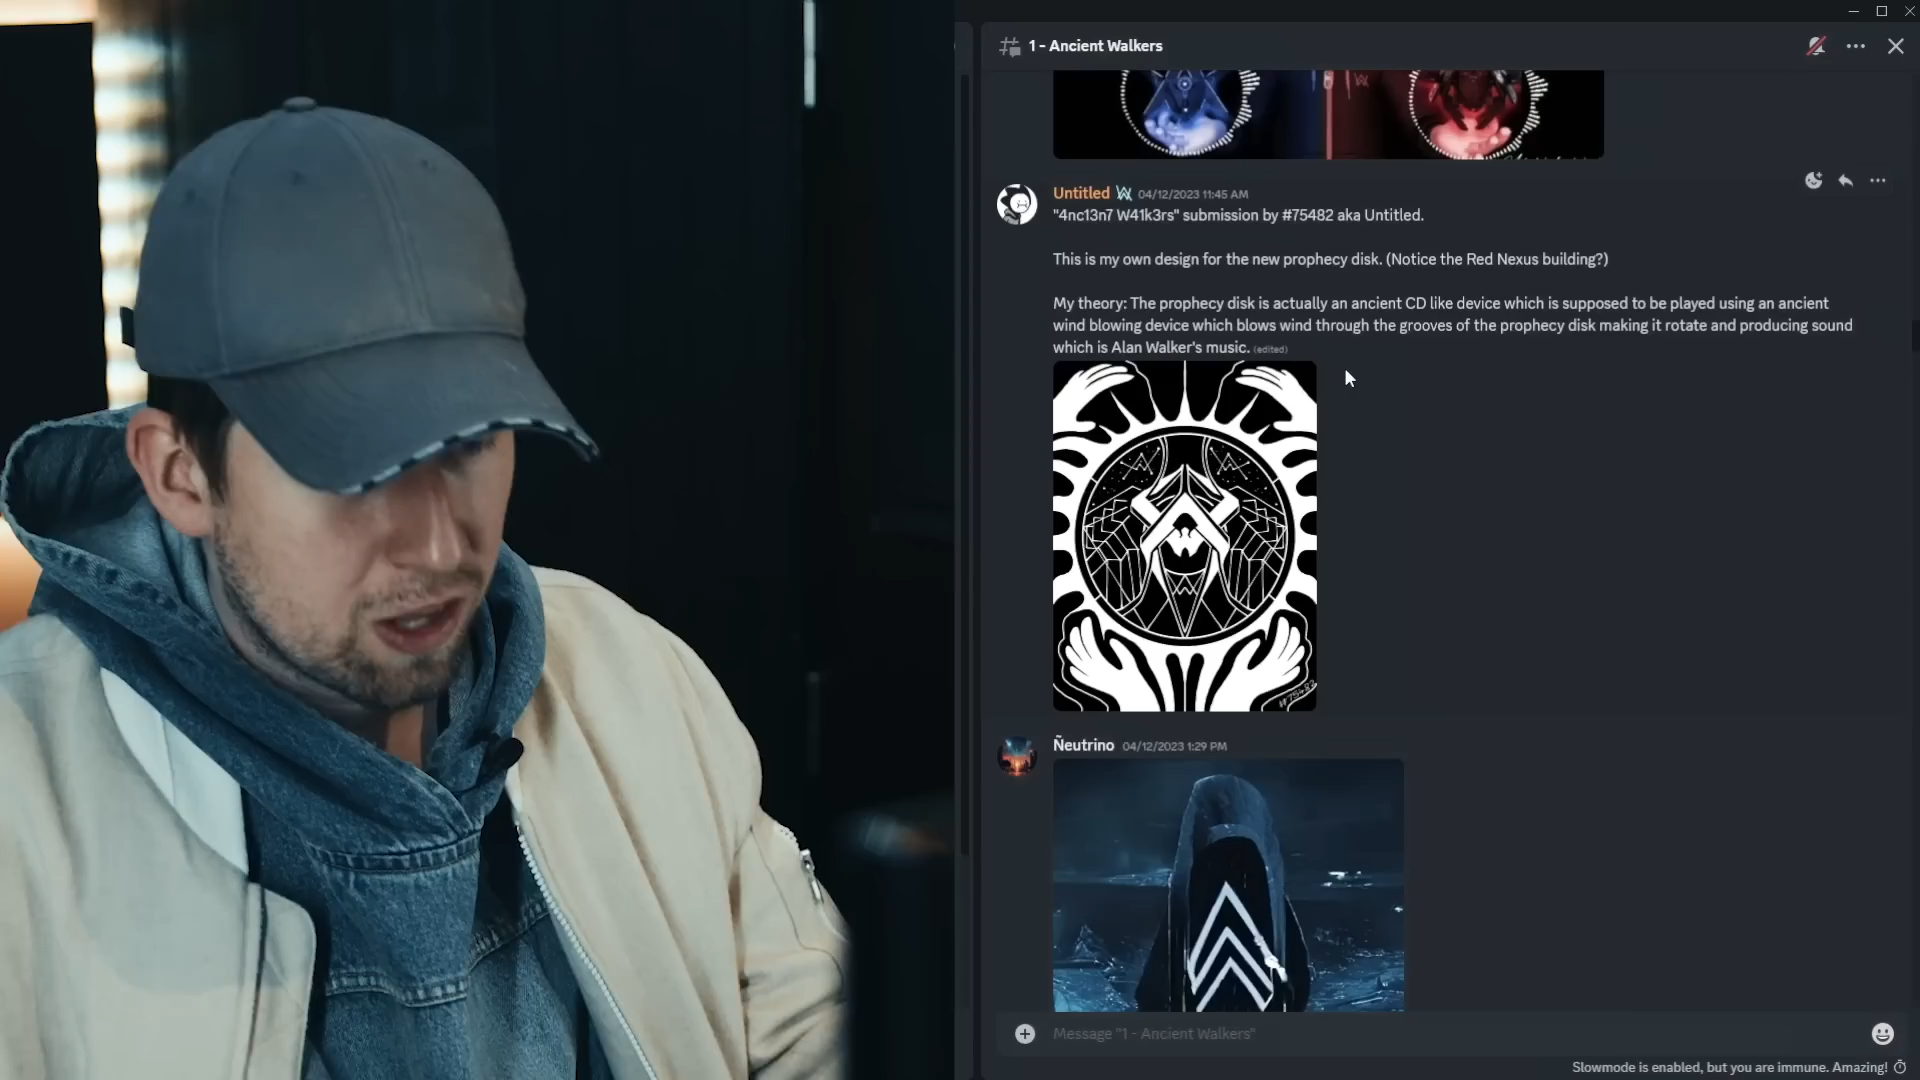 1 - Ancient Walkers
Untitled 04/12/2023 11:45 AM
"4nc13n7 W41k3rs" submission by #75482 aka Untitled.
This is my own design for the new prophecy disk. (Notice the Red Nexus building?)
My theory: The prophecy disk is actually an ancient CD like device which is supposed to be played using an ancient
wind blowing device which blows wind through the grooves of the prophecy disk making it rotate and producing sound
which is Alan Walker's music. (edited)
#75482
Ñeutrino 04/12/2023 1:29 PM
Message "1 - Ancient Walkers"
Slowmode is enabled, but you are immune. Amazing!